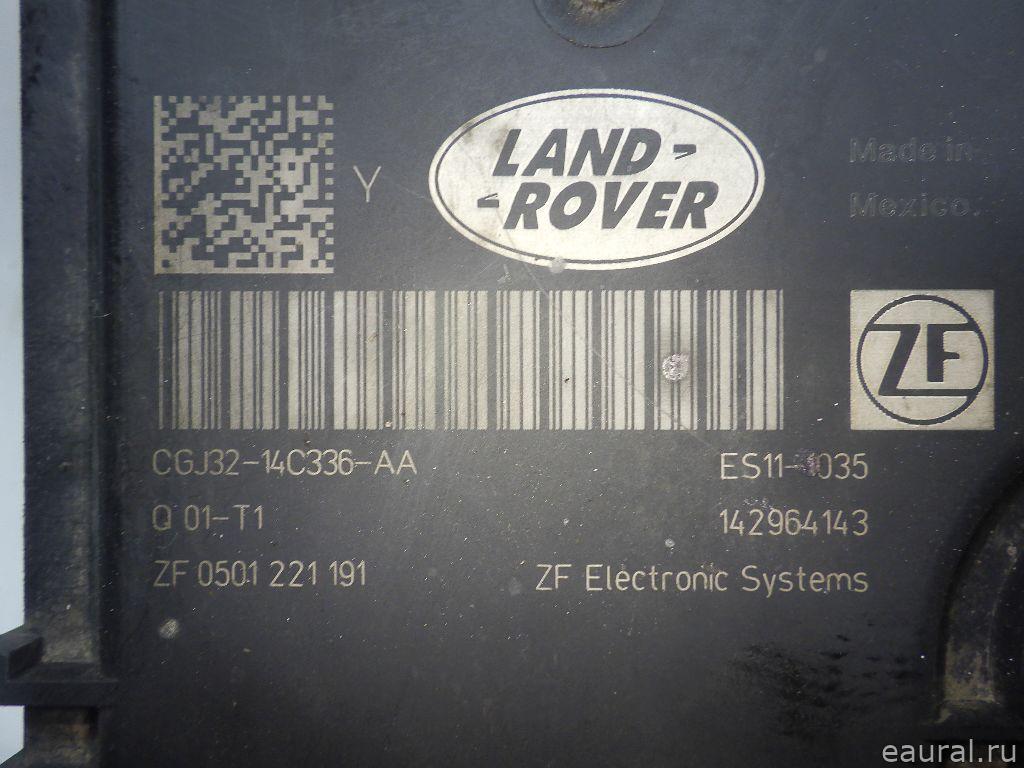 Y
LAND-
-ROVER
Made in
Mexico.
ZF
CGJ32-14C336-AA
Q 01-T1
ZF 0501 221 191
142964143
ZF Electronic Systems
eaural.ru